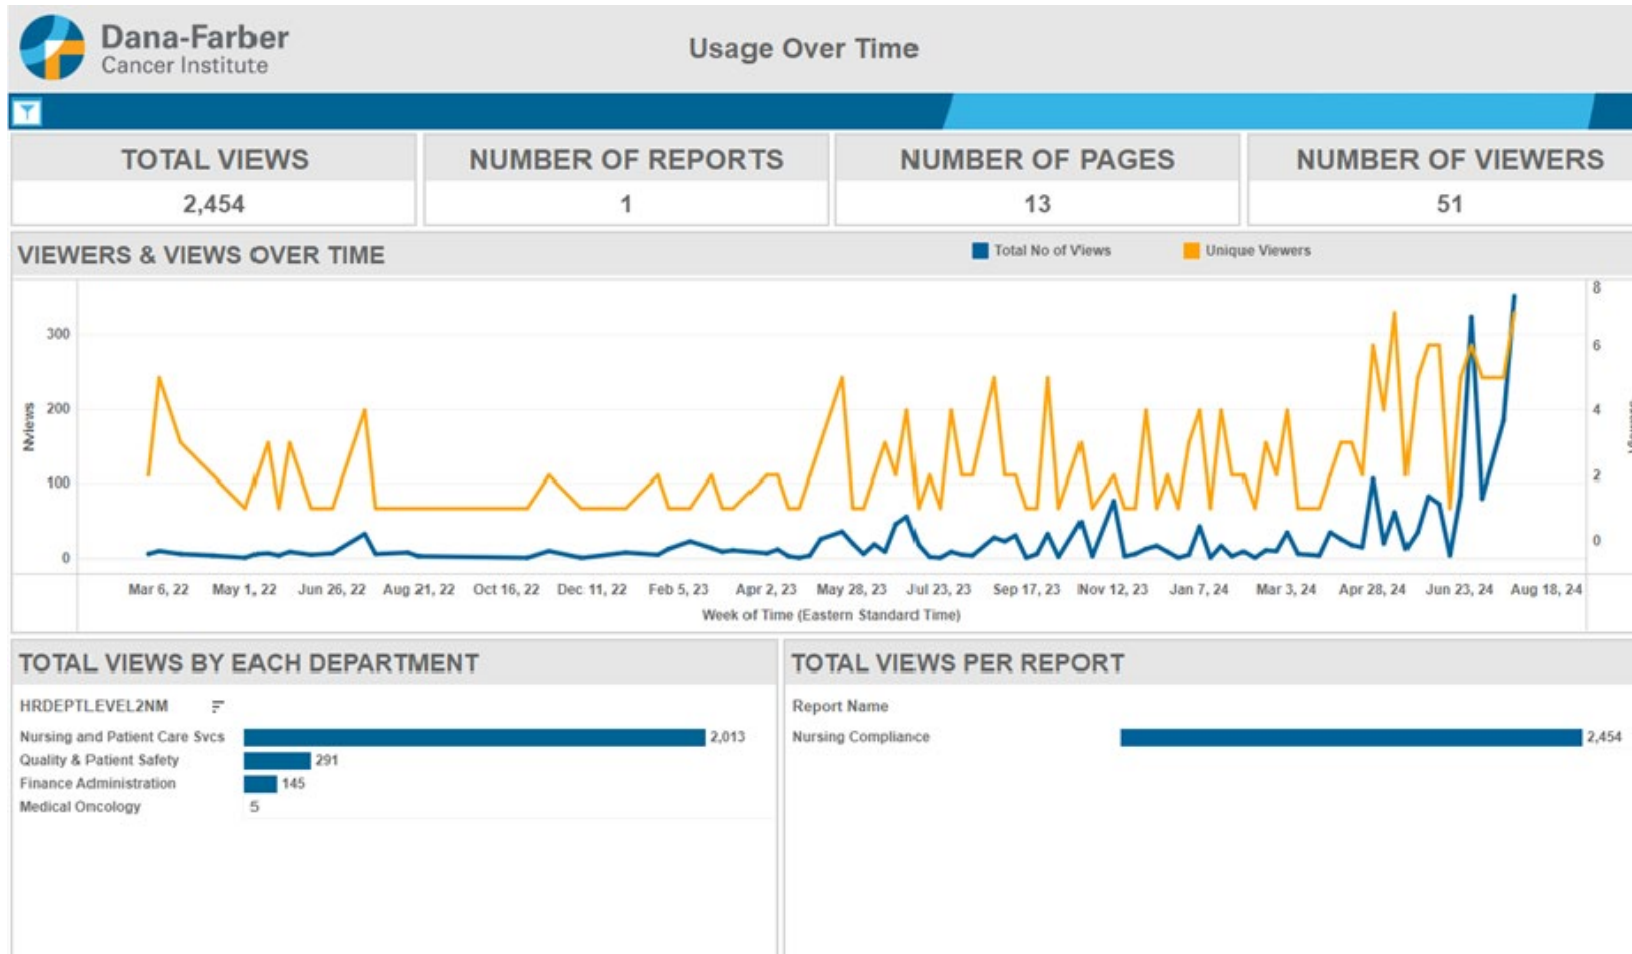 Dana-Farber
Cancer Institute
Usage Over Time
TOTAL VIEWS
2,454
NUMBER OF REPORTS
1
NUMBER OF PAGES
13
NUMBER OF VIEWERS
51
VIEWERS & VIEWS OVER TIME
Total No of Views
Unique Viewers
Nviews
300
200
100
0
8
6
4
2
0
Mar 6, 22
May 1, 22
Jun 26, 22
Aug 21, 22
Oct 16, 22
Dec 11, 22
Feb 5, 23
Apr 2, 23
May 28, 23
Jul 23, 23
Sep 17, 23
Nov 12, 23
Jan 7, 24
Mar 3, 24
Apr 28, 24
Jun 23, 24
Aug 18, 24
Week of Time (Eastern Standard Time)
TOTAL VIEWS BY EACH DEPARTMENT
HRDEPTLEVEL2NM
Nursing and Patient Care Svcs 2,013
Quality & Patient Safety 291
Finance Administration 145
Medical Oncology 5
TOTAL VIEWS PER REPORT
Report Name
Nursing Compliance 2,454